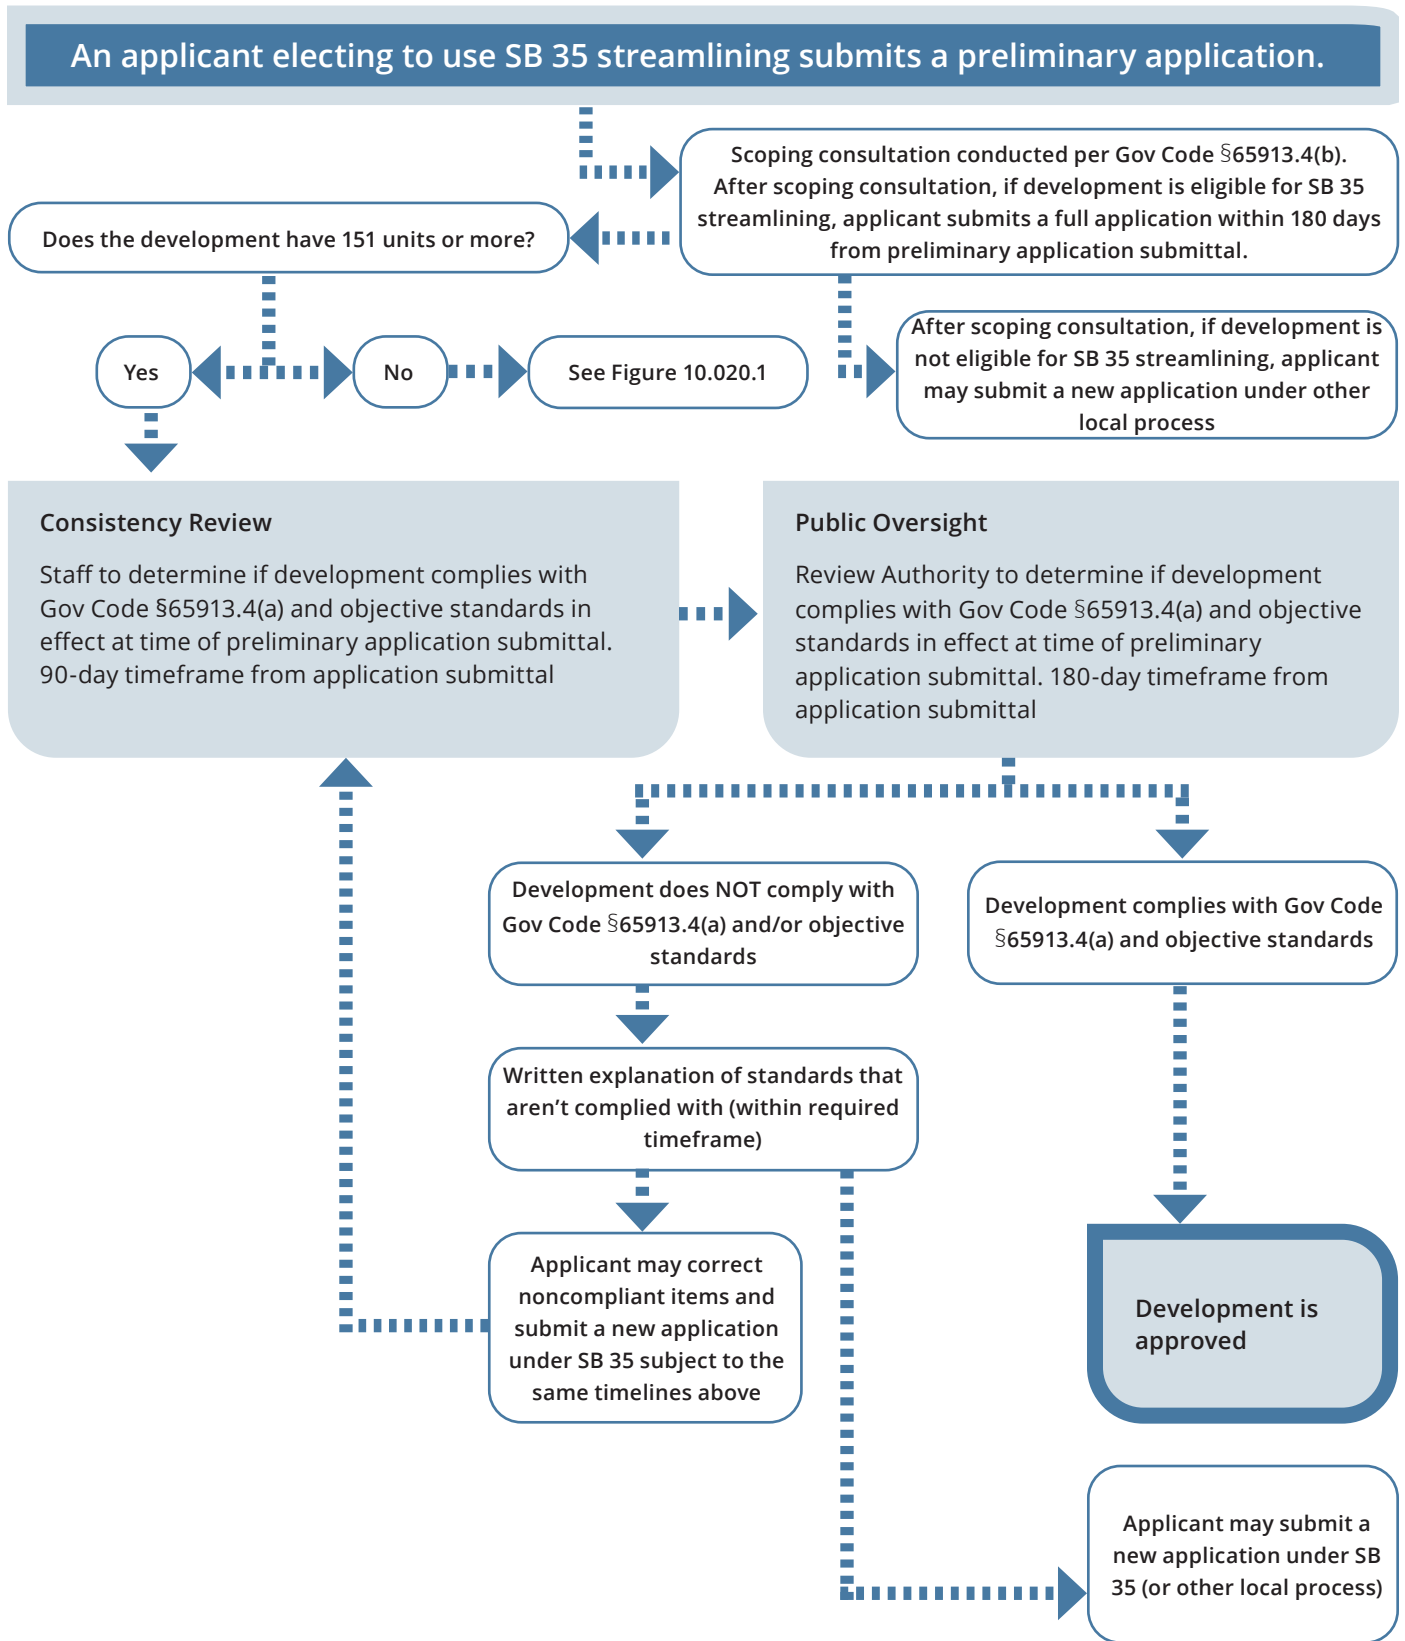 An applicant electing to use SB 35 streamlining submits a preliminary application.
Scoping consultation conducted per Gov Code §65913.4(b).
After scoping consultation, if development is eligible for SB 35
streamlining, applicant submits a full application within 180 days
from preliminary application submittal.
Does the development have 151 units or more?
After scoping consultation, if development is
not eligible for SB 35 streamlining, applicant
may submit a new application under other
local process
Yes
No
See Figure 10.020.1
Consistency Review
Staff to determine if development complies with
Gov Code §65913.4(a) and objective standards in
effect at time of preliminary application submittal.
90-day timeframe from application submittal
Public Oversight
Review Authority to determine if development
complies with Gov Code §65913.4(a) and objective
standards in effect at time of preliminary
application submittal. 180-day timeframe from
application submittal
Development does NOT comply with
Gov Code §65913.4(a) and/or objective
standards
Development complies with Gov Code
§65913.4(a) and objective standards
Written explanation of standards that
aren’t complied with (within required
timeframe)
Applicant may correct
noncompliant items and
submit a new application
under SB 35 subject to the
same timelines above
Development is
approved
Applicant may submit a
new application under SB
35 (or other local process)